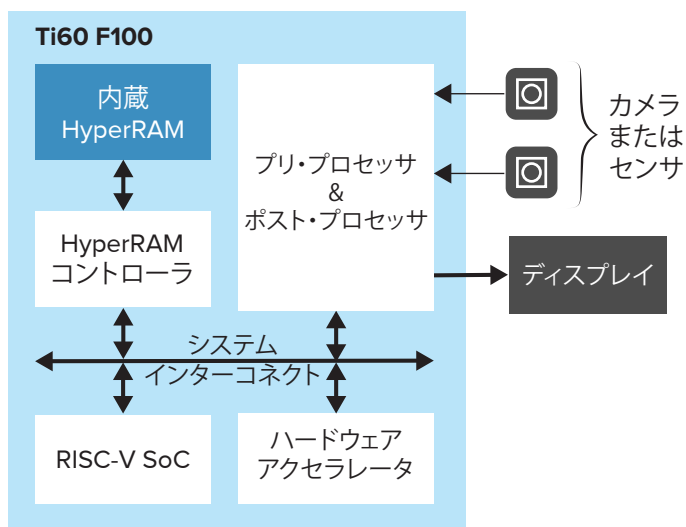 Ti60 F100
内蔵
HyperRAM
プリ・プロセッサ
&
ポスト・プロセッサ
カメラ
または
センサ
HyperRAM
コントローラ
ディスプレイ
システム
インターコネクト
RISC-V SoC
ハードウェア
アクセラレータ